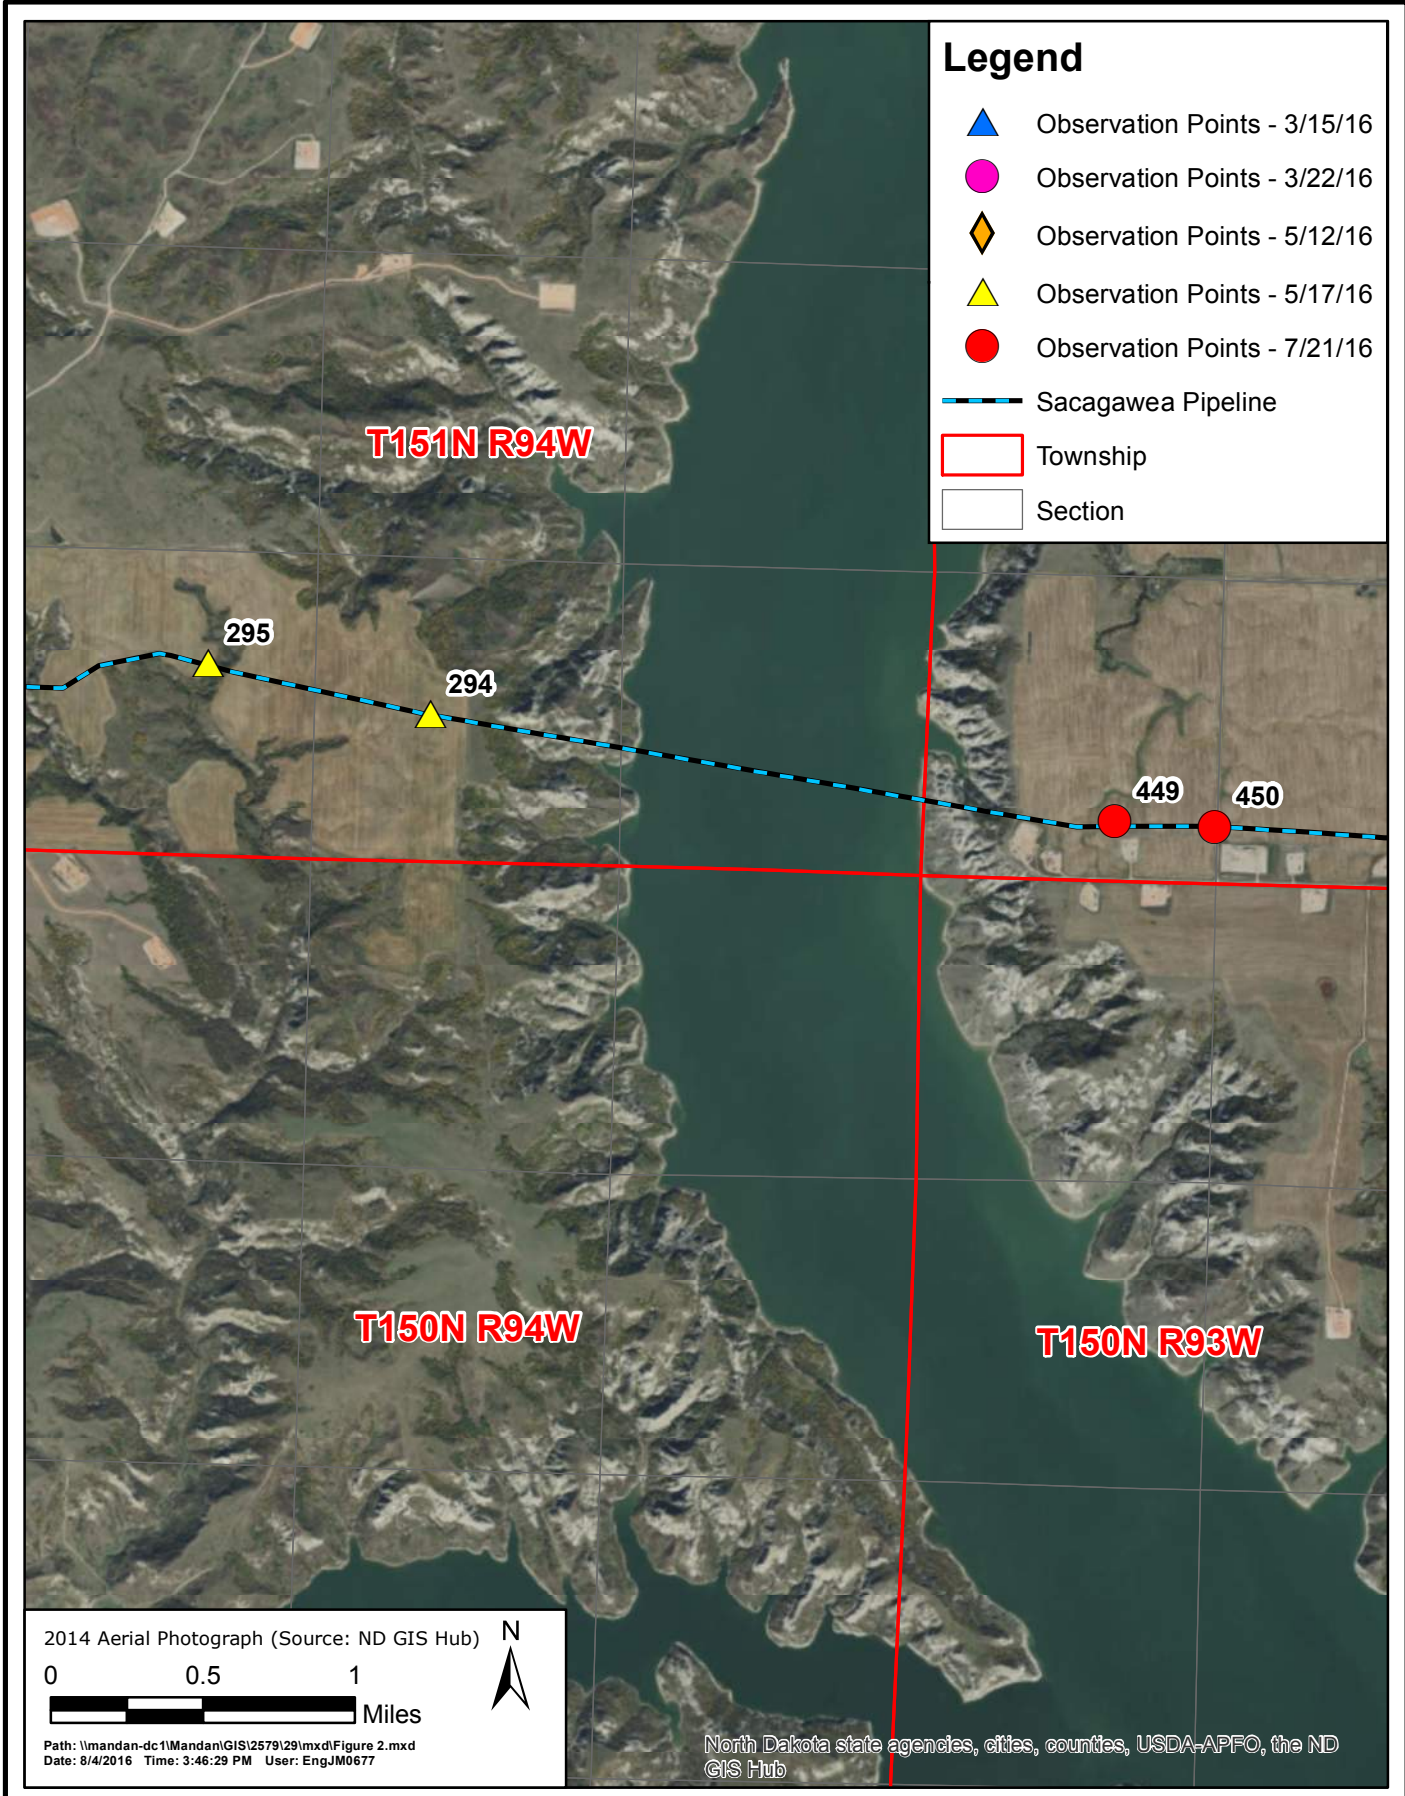 Legend
Observation Points - 3/15/16
Observation Points - 3/22/16
Observation Points - 5/12/16
Observation Points - 5/17/16
Observation Points - 7/21/16
Sacagawea Pipeline
Township
Section
T151N R94W
295
294
449
450
T150N R94W
T150N R93W
2014 Aerial Photograph (Source: ND GIS Hub)
N
0 0.5 1
Miles
Path: \\mandan-dc1\Mandan\GIS\2579\29\mxd\Figure 2.mxd
Date: 8/4/2016 Time: 3:46:29 PM User: EngJM0677
North Dakota state agencies, cities, counties, USDA-APFO, the ND
GIS Hub